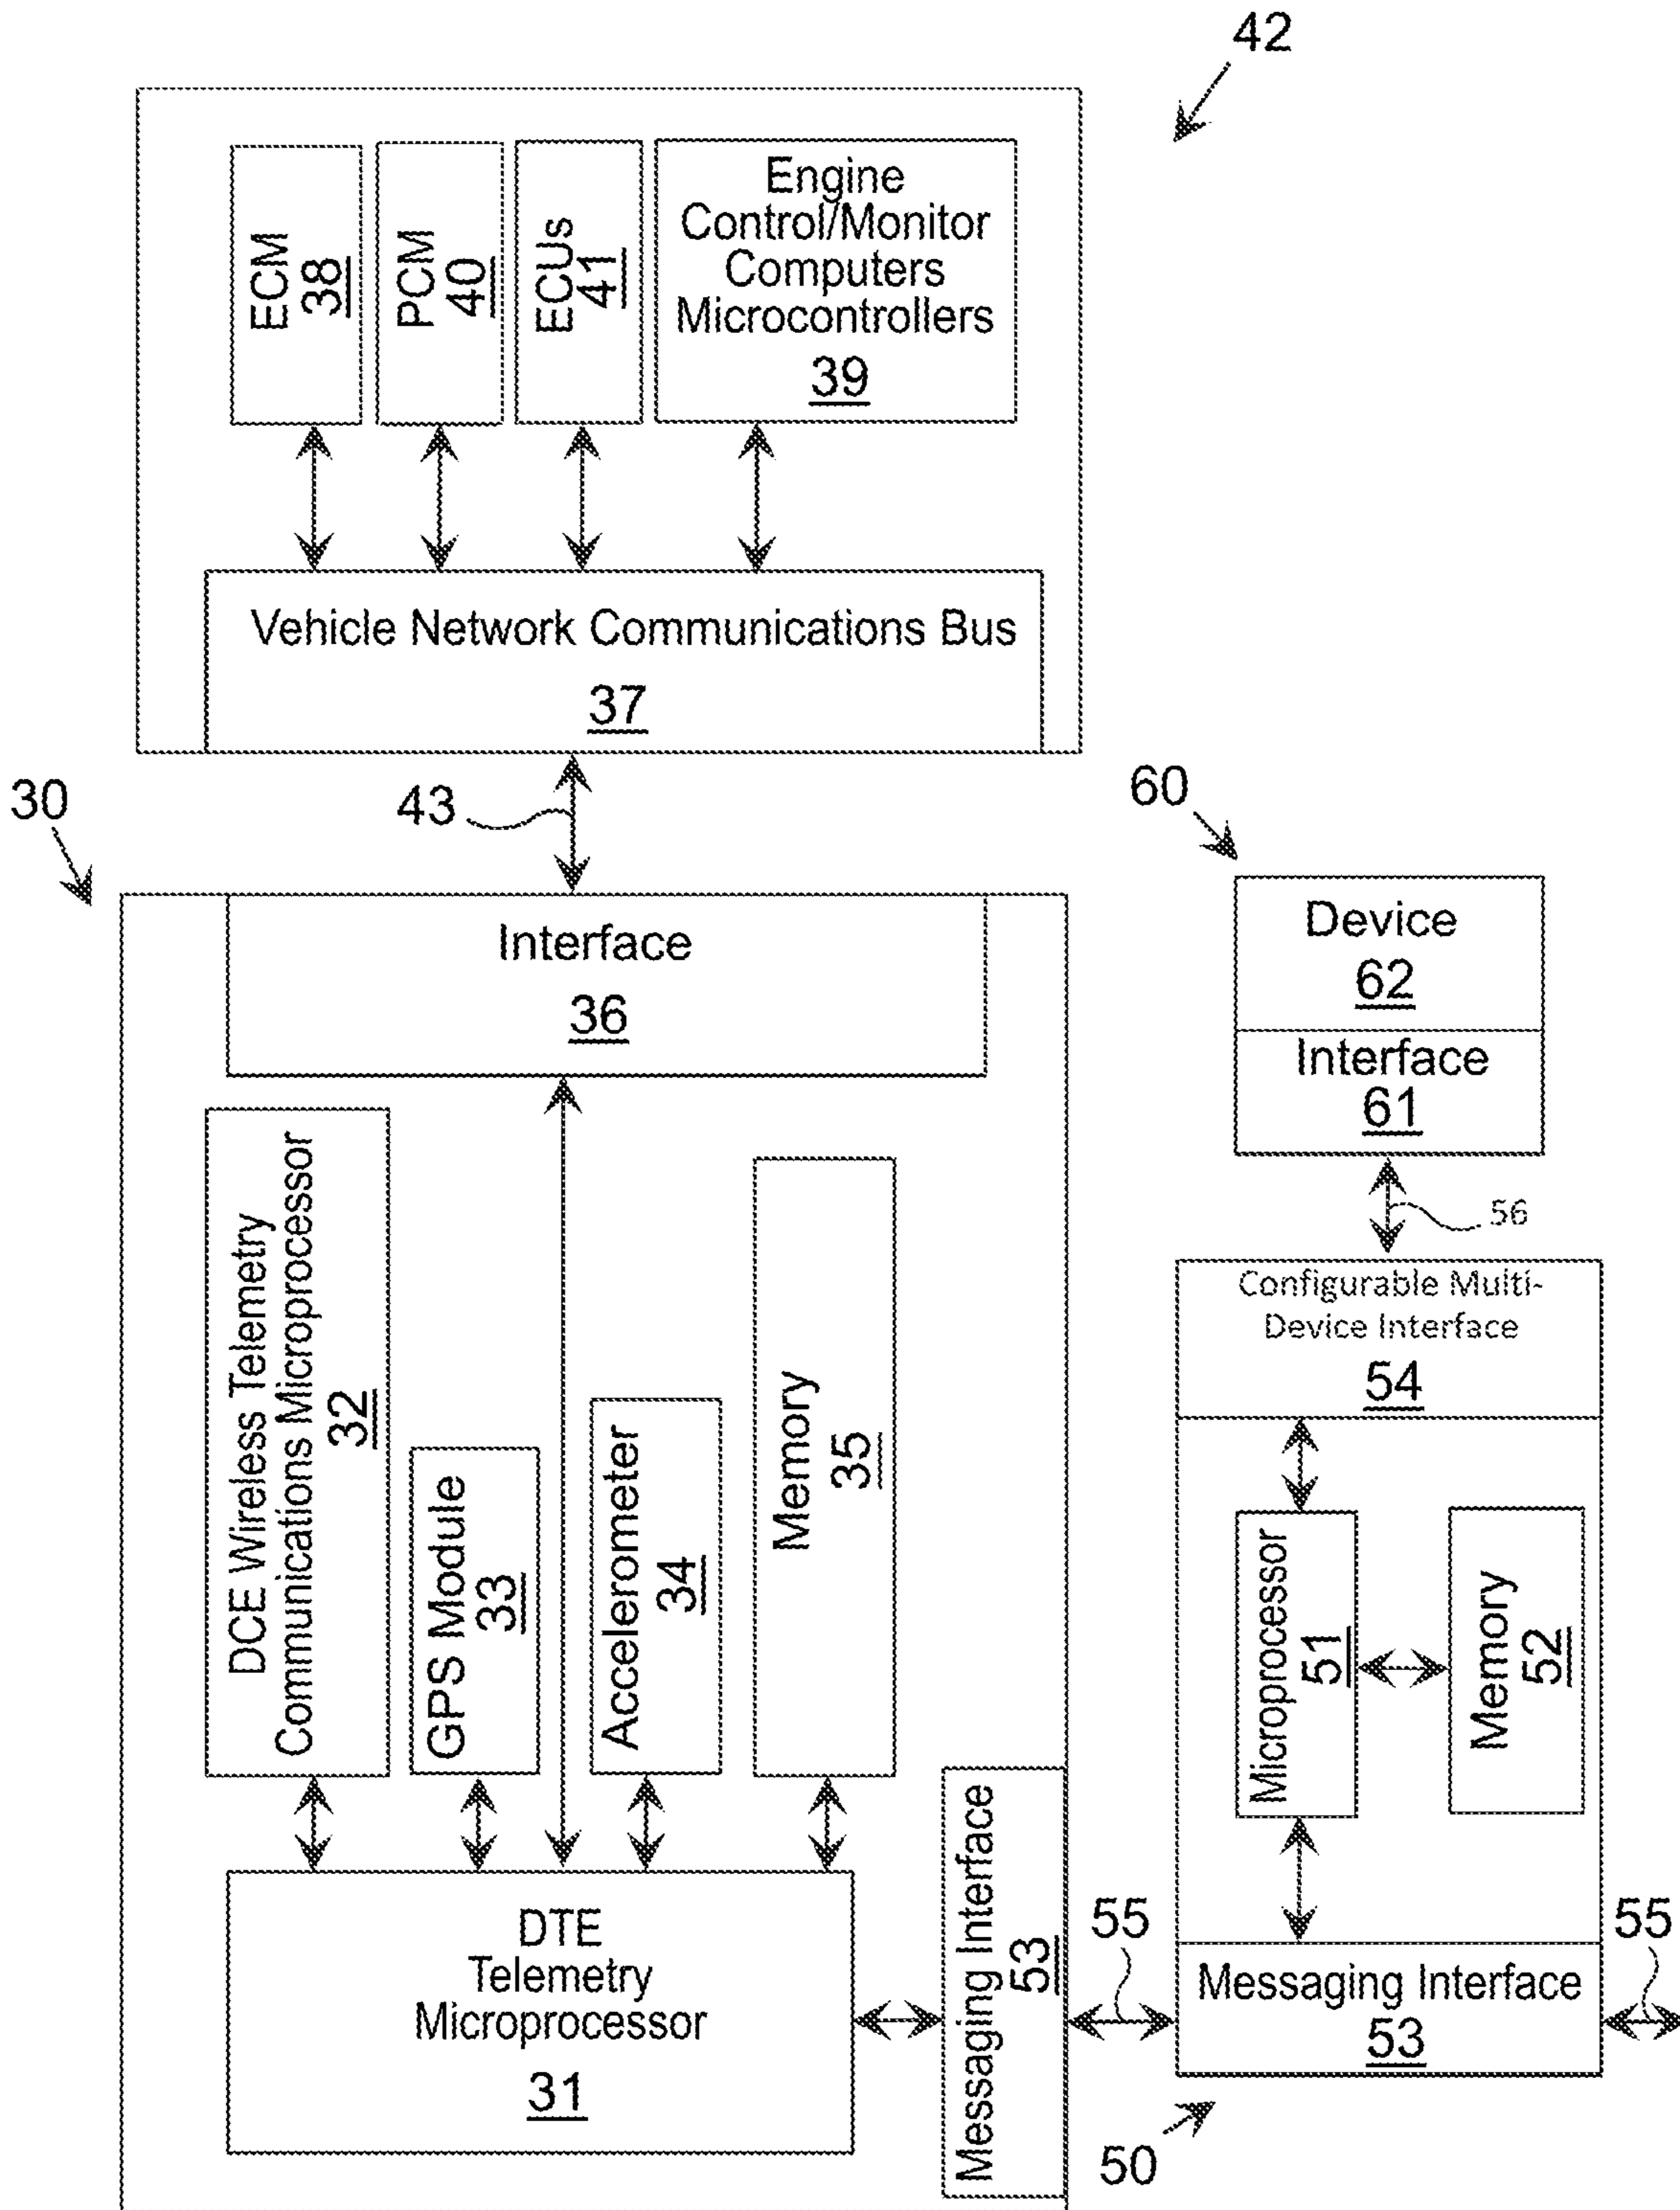 42
ECM
38
PCM
40
ECUs
41
Engine
Control/Monitor
Computers
Microcontrollers
39
Vehicle Network Communications Bus
37
30
43
60
Interface
36
Device
62
Interface
61
56
DCE Wireless Telemetry
Communications Microprocessor
32
GPS Module
33
Accelerometer
34
Memory
35
Configurable Multi-
Device Interface
54
Microprocessor
51
Memory
52
DTE
Telemetry
Microprocessor
31
Messaging Interface
53
55
Messaging Interface
53
55
50